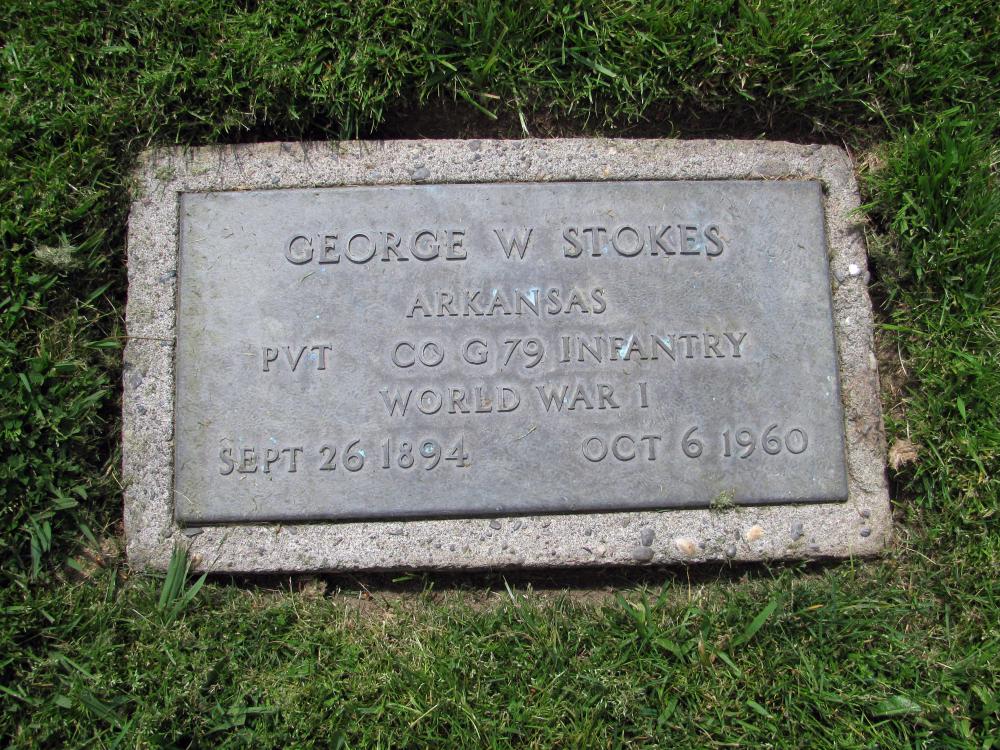 GEORGE W STOKES
ARKANSAS
PVT CO G 79 INFANTRY
WORLD WAR I
SEPT 26 1894 OCT 6 1960